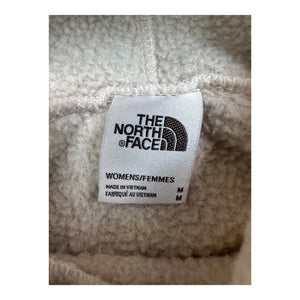 THE
NORTH
®FACE
WOMENS/FEMMES
MADE IN VIETNAM M
FABRIQUÉ AU VIETNAM M